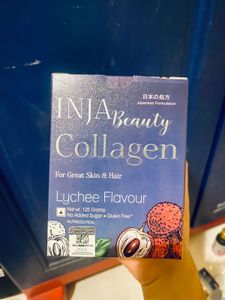 日本の処方
Japanese Formulation
INJA
Beauty
Collagen
For Great Skin & Hair
Lychee Flavour
Net wt. 125 Grams
No Added Sugar • Gluten Free
NUTRACEUTICAL